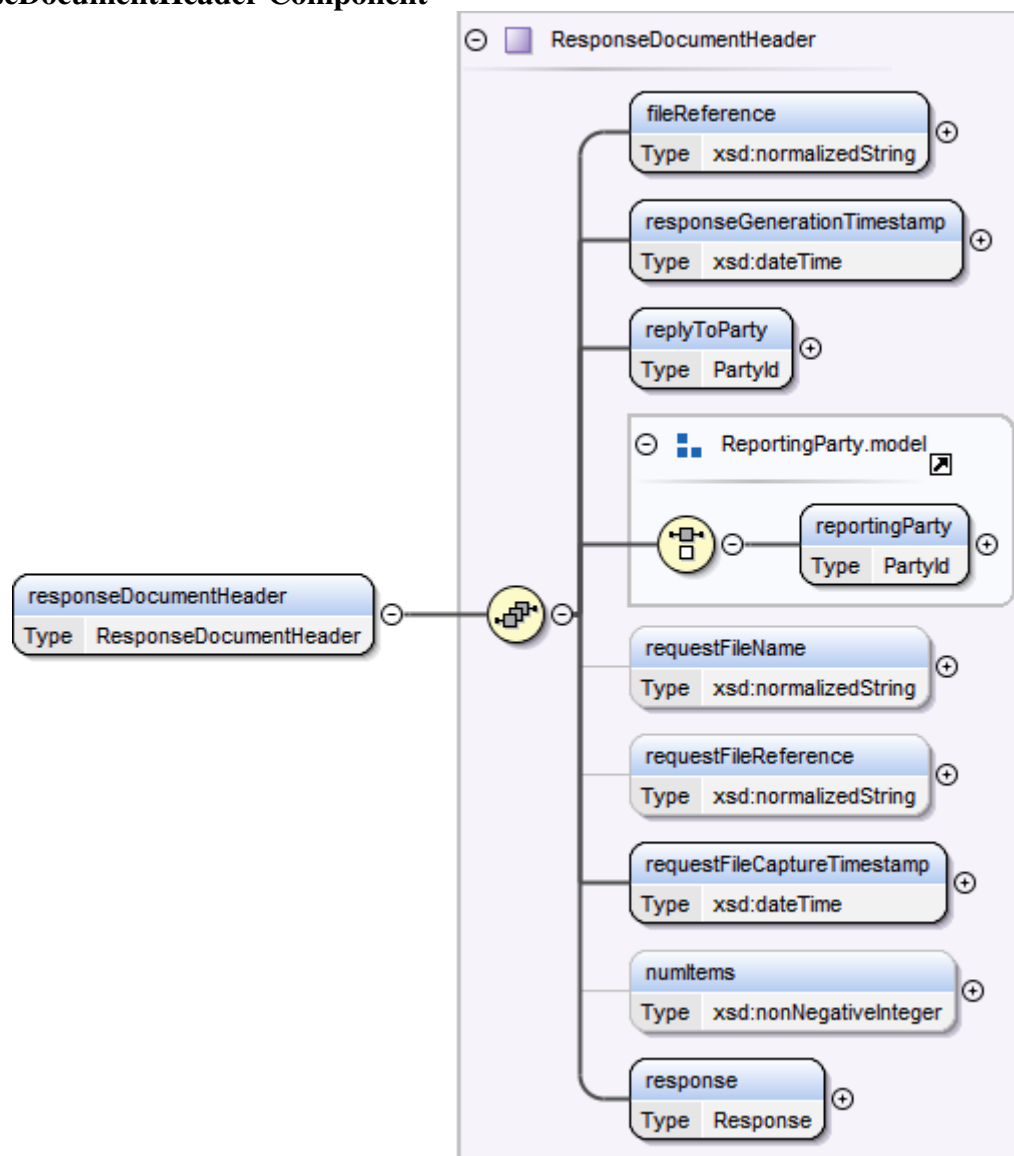 seDocumentHeader Component
ResponseDocumentHeader
fileReference
Type xsd:normalizedString
responseGenerationTimestamp
Type xsd:dateTime
replyToParty
Type PartyId
ReportingParty.model
reportingParty
Type PartyId
responseDocumentHeader
Type ResponseDocumentHeader
requestFileName
Type xsd:normalizedString
requestFileReference
Type xsd:normalizedString
requestFileCaptureTimestamp
Type xsd:dateTime
numItems
Type xsd:nonNegativeInteger
response
Type Response